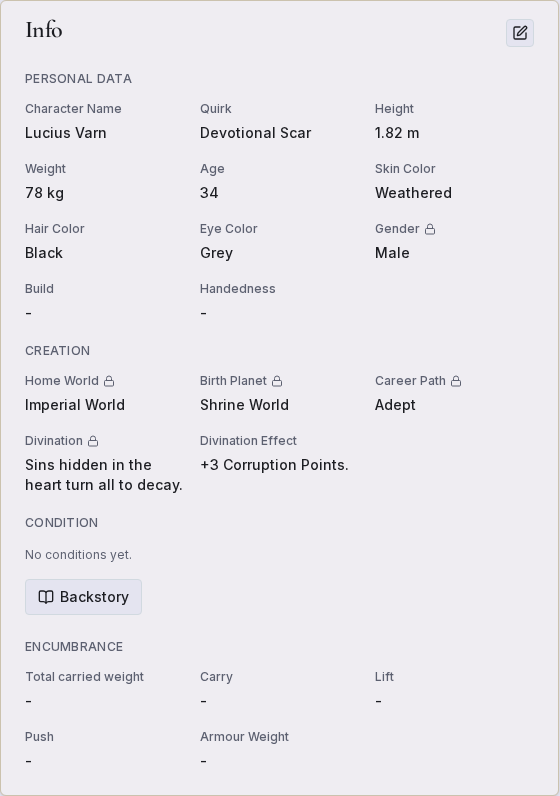 Info
PERSONAL DATA
Character Name Quirk Height
Lucius Varn Devotional Scar 1.82 m
Weight Age Skin Color
78 kg 34 Weathered
Hair Color Eye Color Gender
Black Grey Male
Build Handedness
- -
CREATION
Home World Birth Planet Career Path
Imperial World Shrine World Adept
Divination Divination Effect
Sins hidden in the +3 Corruption Points.
heart turn all to decay.
CONDITION
No conditions yet.
Backstory
ENCUMBRANCE
Total carried weight Carry Lift
- - -
Push Armour Weight
- -